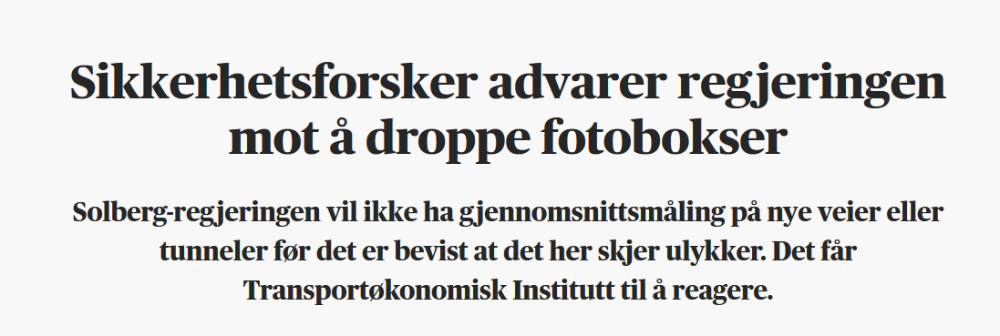 Sikkerhetsforsker advarer regjeringen
mot å droppe fotobokser
Solberg-regjeringen vil ikke ha gjennomsnittsmåling på nye veier eller
tunneler før det er bevist at det her skjer ulykker. Det får
Transportøkonomisk Institutt til å reagere.